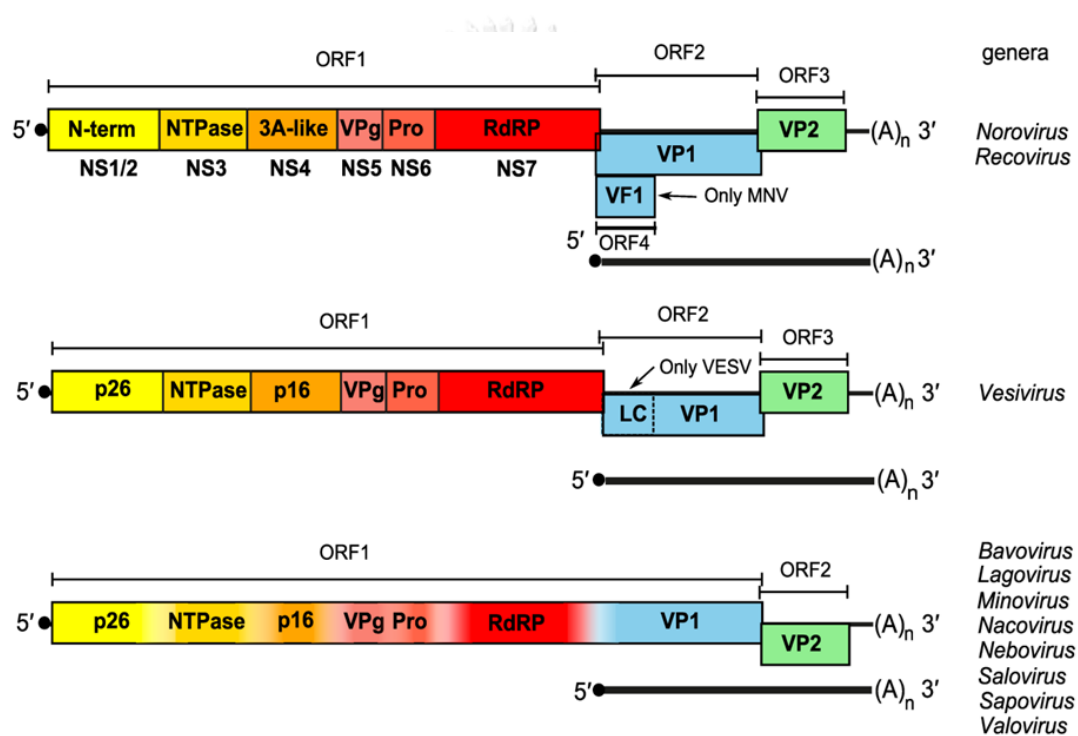 ORF1 ORF2 genera
ORF3
5′ N-term NTPase 3A-like VPg Pro RdRP VP2 (A)n 3′ Norovirus
VP1 Recovirus
NS1/2 NS3 NS4 NS5 NS6 NS7
VF1 Only MNV
5′ ORF4
(A)n 3′
ORF1 ORF2
ORF3
Only VESV
5′ p26 NTPase p16 VPg Pro RdRP VP2 (A)n 3′ Vesivirus
LC VP1
5′ (A)n 3′
ORF1 Bavovirus
ORF2 Lagovirus
Minovirus
5′ p26 NTPase p16 VPg Pro RdRP VP1 (A)n 3′ Nacovirus
VP2 Nebovirus
Salovirus
5′ (A)n 3′ Sapovirus
Valovirus